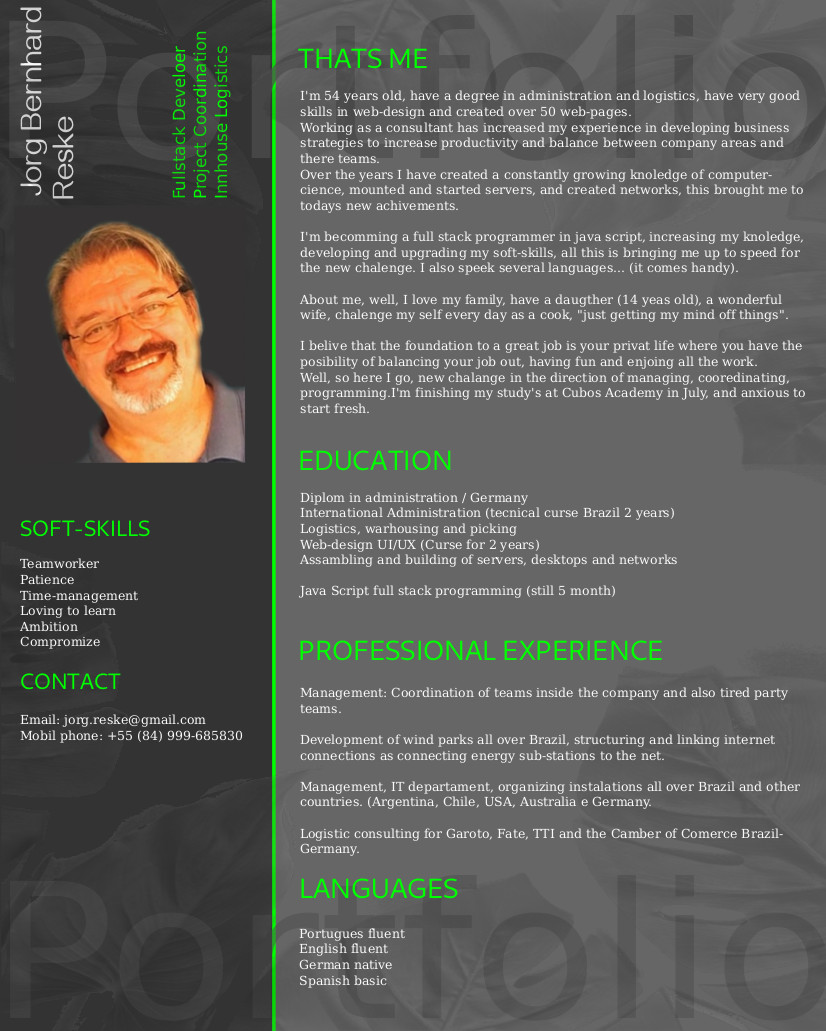 Portfolio
Jorg Bernhard
Reske
Fullstack Develoer
Project Coordination
Innhouse Logistics
SOFT-SKILLS
Teamworker
Patience
Time-management
Loving to learn
Ambition
Compromize
CONTACT
Email: jorg.reske@gmail.com
Mobil phone: +55 (84) 999-685830
THATS ME
I'm 54 years old, have a degree in administration and logistics, have very good
skills in web-design and created over 50 web-pages.
Working as a consultant has increased my experience in developing business
strategies to increase productivity and balance between company areas and
there teams.
Over the years I have created a constantly growing knoledge of computer-
cience, mounted and started servers, and created networks, this brought me to
todays new achivements.
I'm becomming a full stack programmer in java script, increasing my knoledge,
developing and upgrading my soft-skills, all this is bringing me up to speed for
the new chalenge. I also speek several languages... (it comes handy).
About me, well, I love my family, have a daugther (14 yeas old), a wonderful
wife, chalenge my self every day as a cook, "just getting my mind off things".
I belive that the foundation to a great job is your privat life where you have the
posibility of balancing your job out, having fun and enjoing all the work.
Well, so here I go, new chalange in the direction of managing, cooredinating,
programming.I'm finishing my study's at Cubos Academy in July, and anxious to
start fresh.
EDUCATION
Diplom in administration / Germany
International Administration (tecnical curse Brazil 2 years)
Logistics, warhousing and picking
Web-design UI/UX (Curse for 2 years)
Assambling and building of servers, desktops and networks
Java Script full stack programming (still 5 month)
PROFESSIONAL EXPERIENCE
Management: Coordination of teams inside the company and also tired party
teams.
Development of wind parks all over Brazil, structuring and linking internet
connections as connecting energy sub-stations to the net.
Management, IT departament, organizing instalations all over Brazil and other
countries. (Argentina, Chile, USA, Australia e Germany.
Logistic consulting for Garoto, Fate, TTI and the Camber of Comerce Brazil-
Germany.
LANGUAGES
Portugues fluent
English fluent
German native
Spanish basic
Portfolio